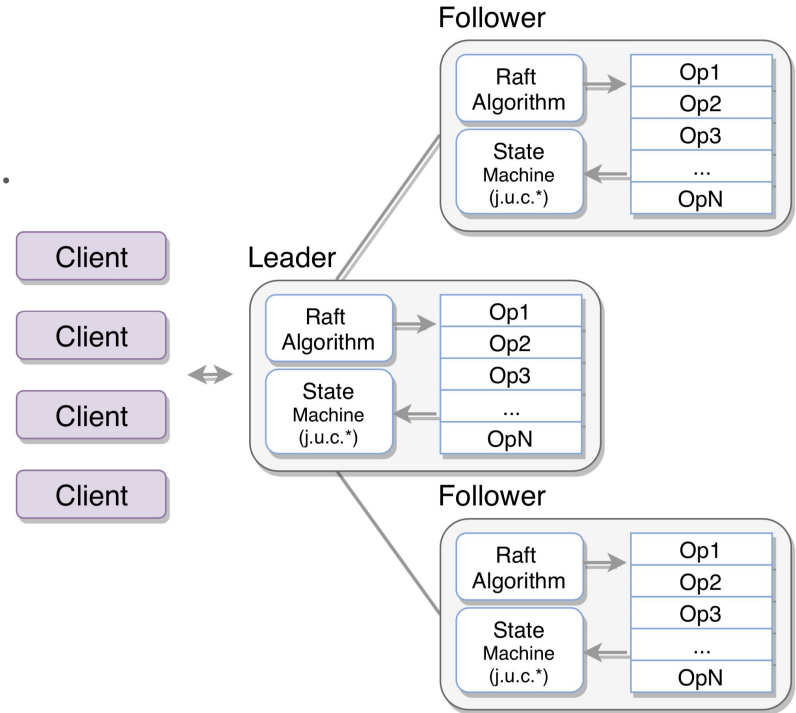 Follower
Raft
Algorithm
State
Machine
(j.u.c.*)
Op1
Op2
Op3
...
OpN
Client
Client
Client
Client
Leader
Raft
Algorithm
State
Machine
(j.u.c.*)
Op1
Op2
Op3
...
OpN
Follower
Raft
Algorithm
State
Machine
(j.u.c.*)
Op1
Op2
Op3
...
OpN